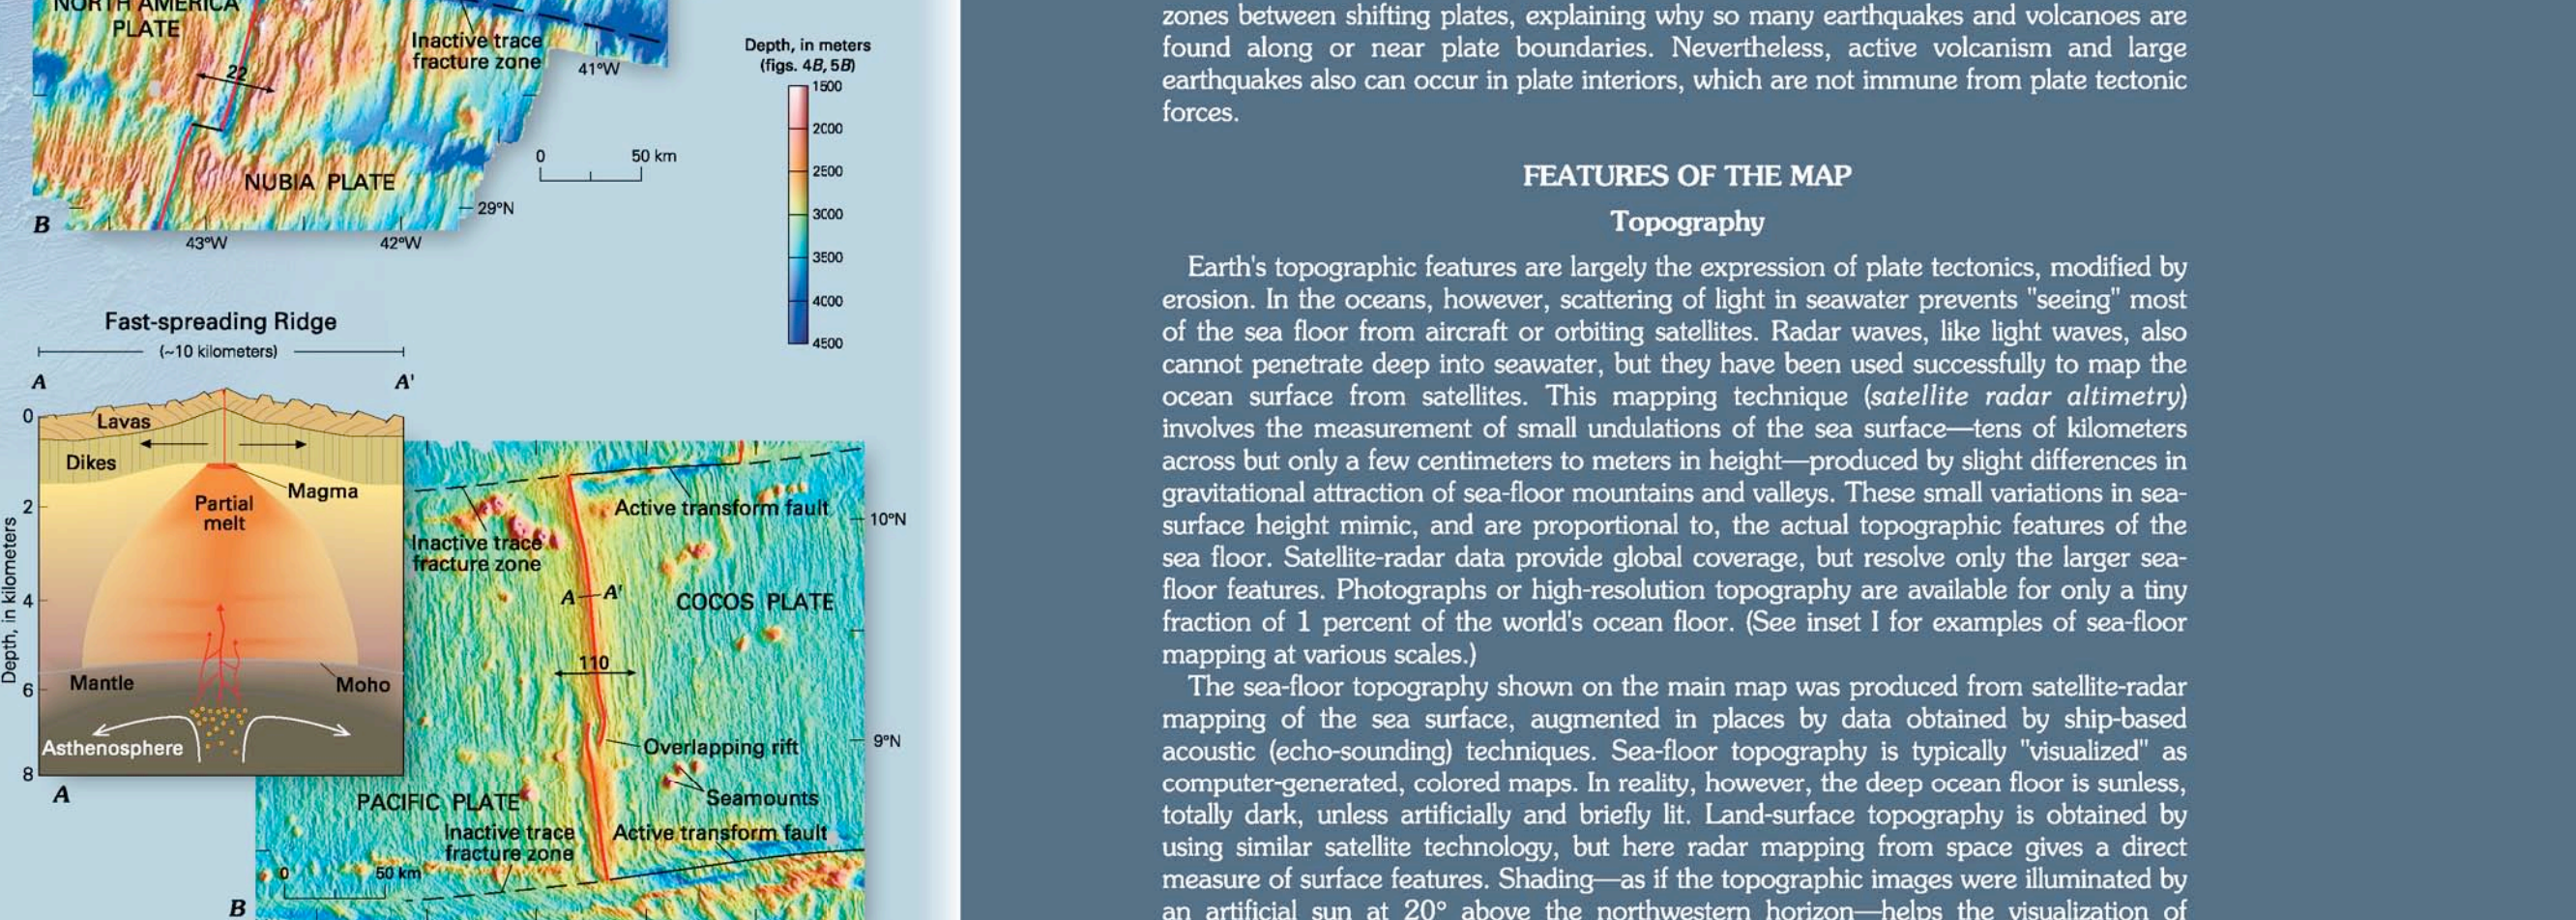 NORTH AMERICA
PLATE
Inactive trace
fracture zone
41°W
22
NUBIA PLATE
0 50 km
29°N
B
43°W 42°W
Depth, in meters
(figs. 4B, 5B)
1500
2000
2500
3000
3500
4000
4500
Fast-spreading Ridge
(~10 kilometers)
A A'
0
2
4
6
8
Depth, in kilometers
Lavas
Dikes
Magma
Partial
melt
Mantle
Moho
Asthenosphere
A
Active transform fault
10°N
Inactive trace
fracture zone
A A'
COCOS PLATE
110
Overlapping rift
9°N
Seamounts
PACIFIC PLATE
Inactive trace
fracture zone
Active transform fault
0 50 km
B
zones between shifting plates, explaining why so many earthquakes and volcanoes are
found along or near plate boundaries. Nevertheless, active volcanism and large
earthquakes also can occur in plate interiors, which are not immune from plate tectonic
forces.
FEATURES OF THE MAP
Topography
Earth's topographic features are largely the expression of plate tectonics, modified by
erosion. In the oceans, however, scattering of light in seawater prevents "seeing" most
of the sea floor from aircraft or orbiting satellites. Radar waves, like light waves, also
cannot penetrate deep into seawater, but they have been used successfully to map the
ocean surface from satellites. This mapping technique (satellite radar altimetry)
involves the measurement of small undulations of the sea surface—tens of kilometers
across but only a few centimeters to meters in height—produced by slight differences in
gravitational attraction of sea-floor mountains and valleys. These small variations in sea-
surface height mimic, and are proportional to, the actual topographic features of the
sea floor. Satellite-radar data provide global coverage, but resolve only the larger sea-
floor features. Photographs or high-resolution topography are available for only a tiny
fraction of 1 percent of the world's ocean floor. (See inset I for examples of sea-floor
mapping at various scales.)
The sea-floor topography shown on the main map was produced from satellite-radar
mapping of the sea surface, augmented in places by data obtained by ship-based
acoustic (echo-sounding) techniques. Sea-floor topography is typically "visualized" as
computer-generated, colored maps. In reality, however, the deep ocean floor is sunless,
totally dark, unless artificially and briefly lit. Land-surface topography is obtained by
using similar satellite technology, but here radar mapping from space gives a direct
measure of surface features. Shading—as if the topographic images were illuminated by
an artificial sun at 20° above the northwestern horizon—helps the visualization of